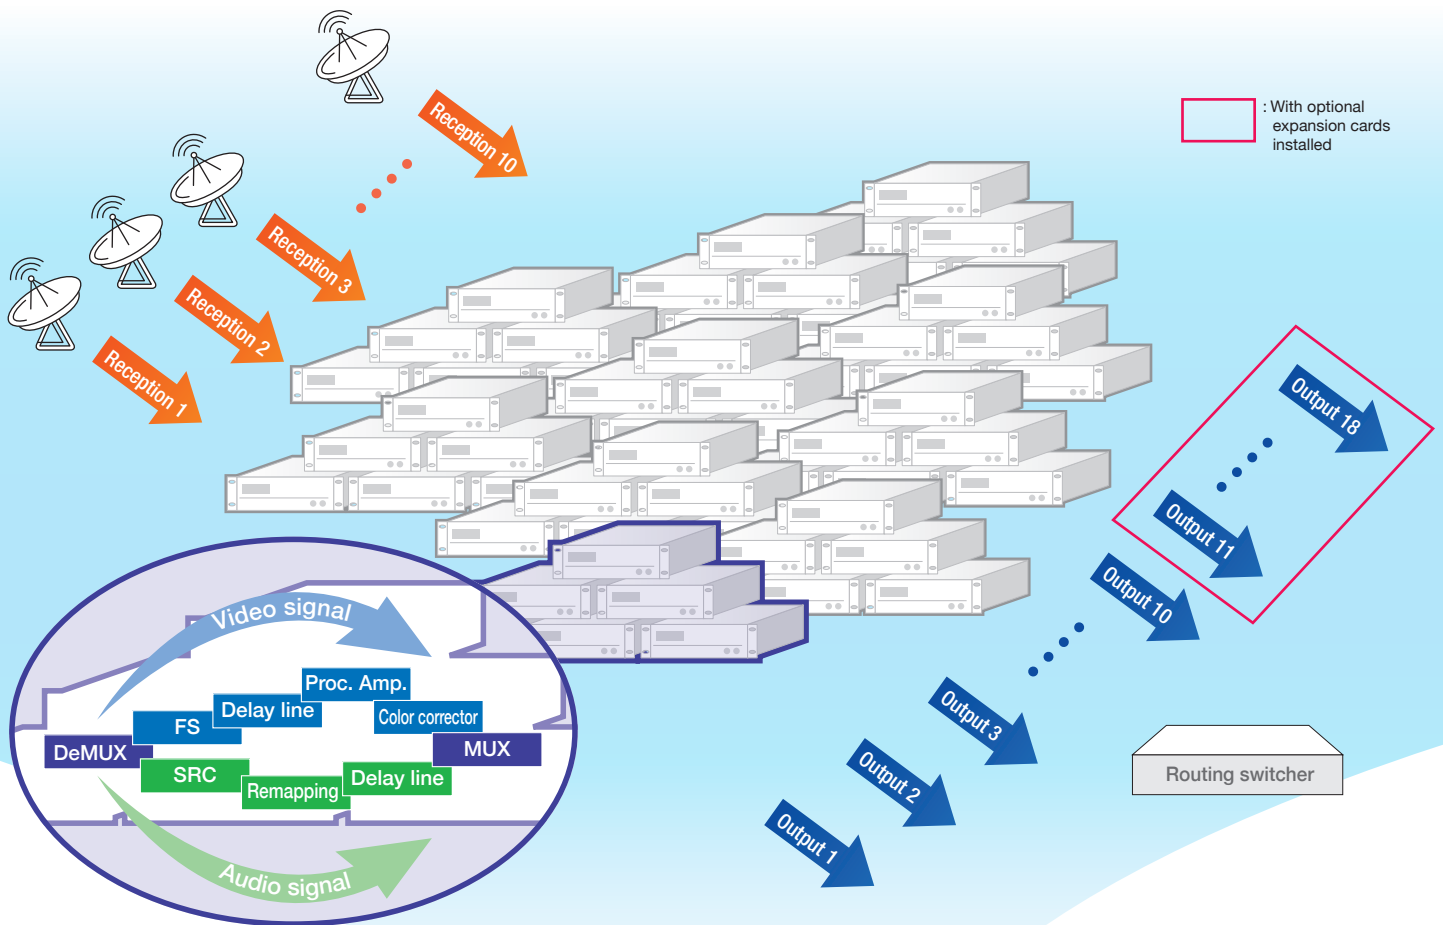 Reception 10
Reception 3
Reception 2
Reception 1
: With optional
expansion cards
installed
Output 18
Output 11
Output 10
Output 3
Output 2
Output 1
Routing switcher
Video signal
Proc. Amp.
Delay line
Color corrector
FS
DeMUX
MUX
SRC
Delay line
Remapping
Audio signal